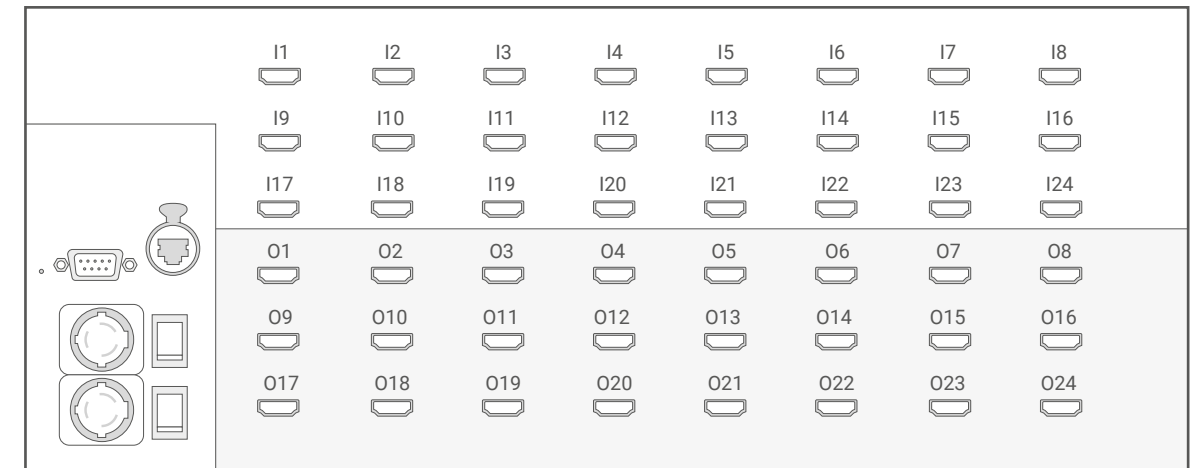 I1 I2 I3 I4 I5 I6 I7 I8
I9 I10 I11 I12 I13 I14 I15 I16
I17 I18 I19 I20 I21 I22 I23 I24
O1 O2 O3 O4 O5 O6 O7 O8
O9 O10 O11 O12 O13 O14 O15 O16
O17 O18 O19 O20 O21 O22 O23 O24